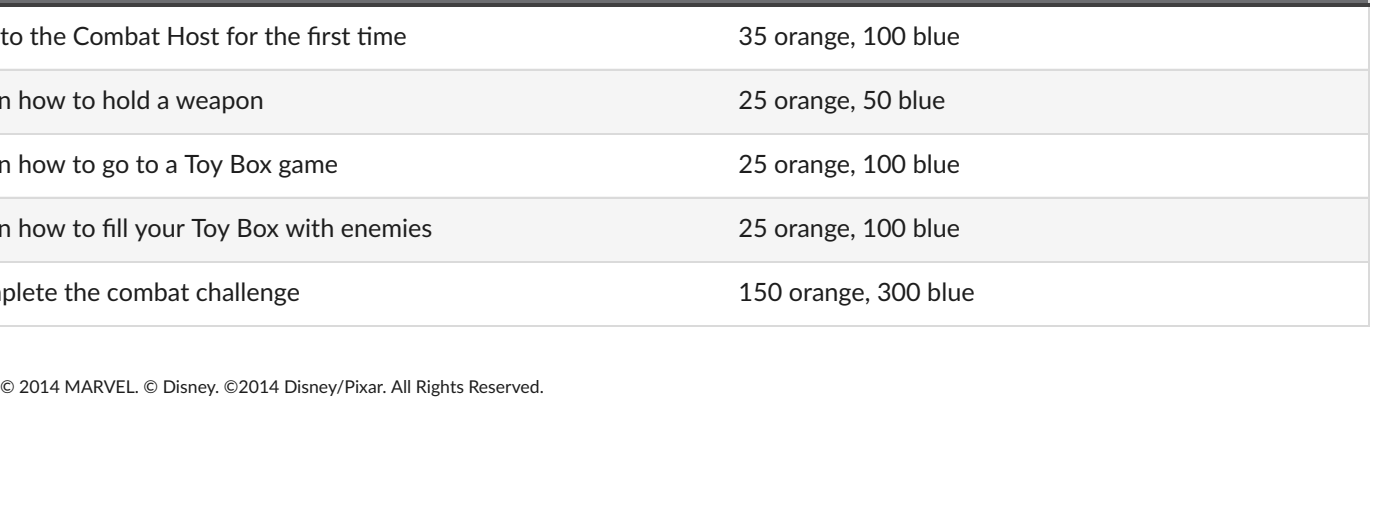 to the Combat Host for the first time 35 orange, 100 blue
n how to hold a weapon 25 orange, 50 blue
n how to go to a Toy Box game 25 orange, 100 blue
n how to fill your Toy Box with enemies 25 orange, 100 blue
plete the combat challenge 150 orange, 300 blue
© 2014 MARVEL. © Disney. ©2014 Disney/Pixar. All Rights Reserved.